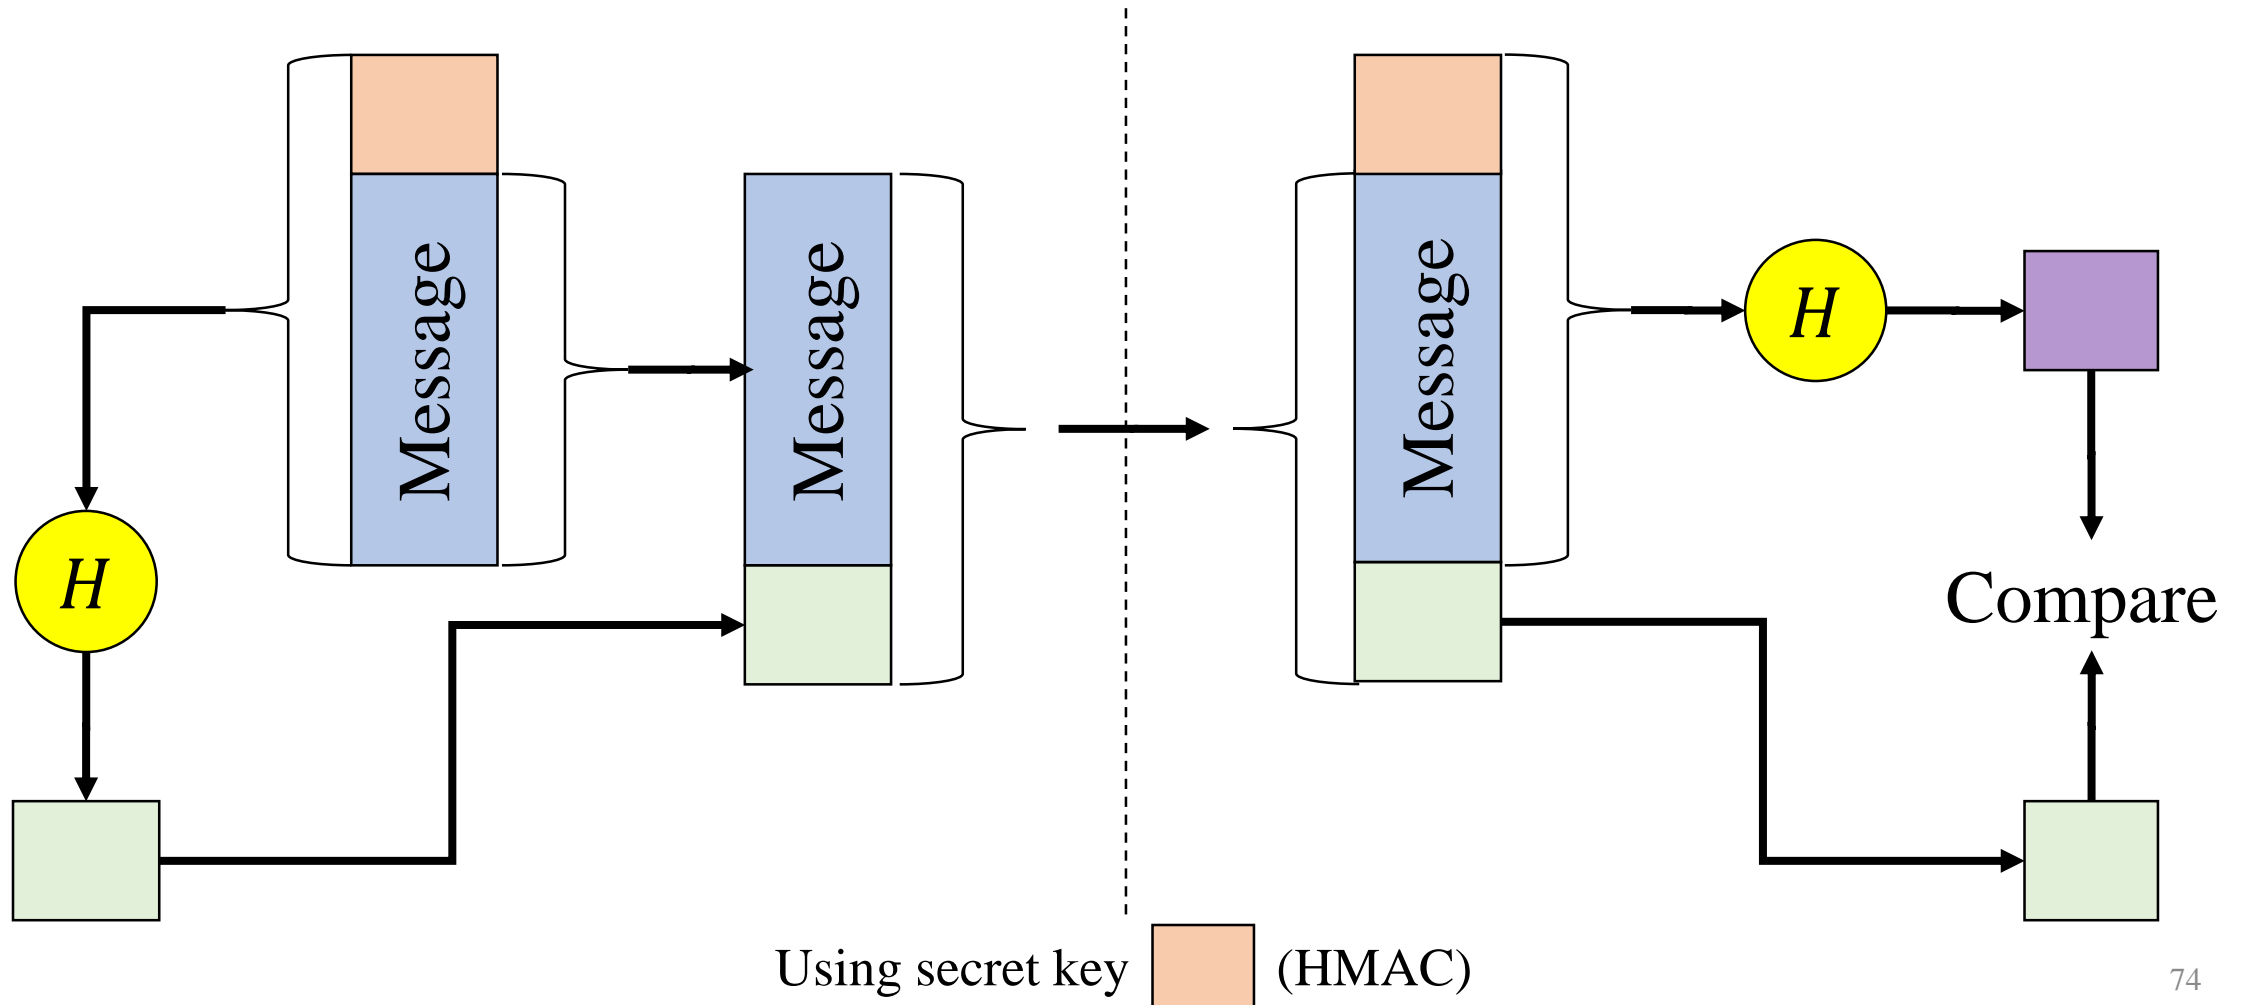 Message
Message
Message
H
H
Compare
Using secret key (HMAC)
74